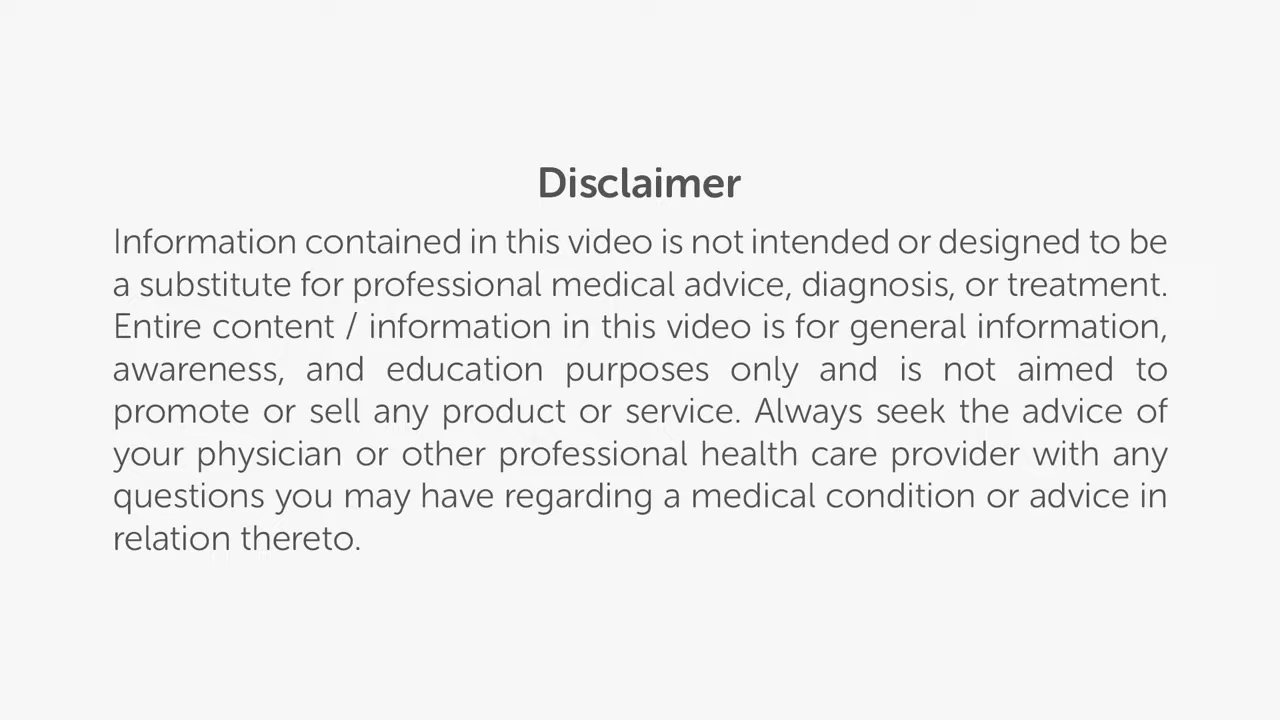 Disclaimer
Information contained in this video is not intended or designed to be
a substitute for professional medical advice, diagnosis, or treatment.
Entire content / information in this video is for general information,
awareness, and education purposes only and is not aimed to
promote or sell any product or service. Always seek the advice of
your physician or other professional health care provider with any
questions you may have regarding a medical condition or advice in
relation thereto.